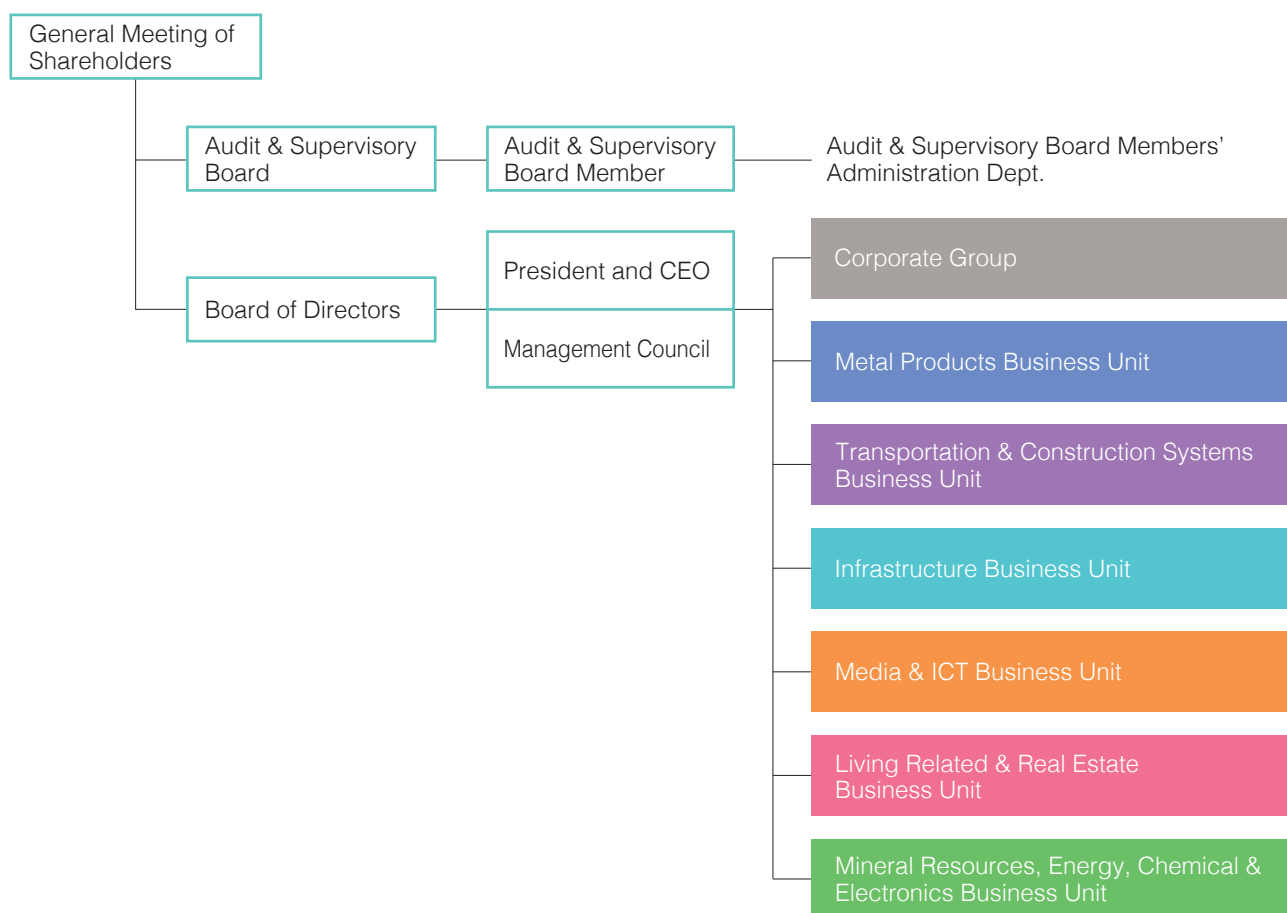 General Meeting of
Shareholders
Audit & Supervisory
Board
Audit & Supervisory
Board Member
Audit & Supervisory Board Members’
Administration Dept.
Board of Directors
President and CEO
Management Council
Corporate Group
Metal Products Business Unit
Transportation & Construction Systems
Business Unit
Infrastructure Business Unit
Media & ICT Business Unit
Living Related & Real Estate
Business Unit
Mineral Resources, Energy, Chemical &
Electronics Business Unit